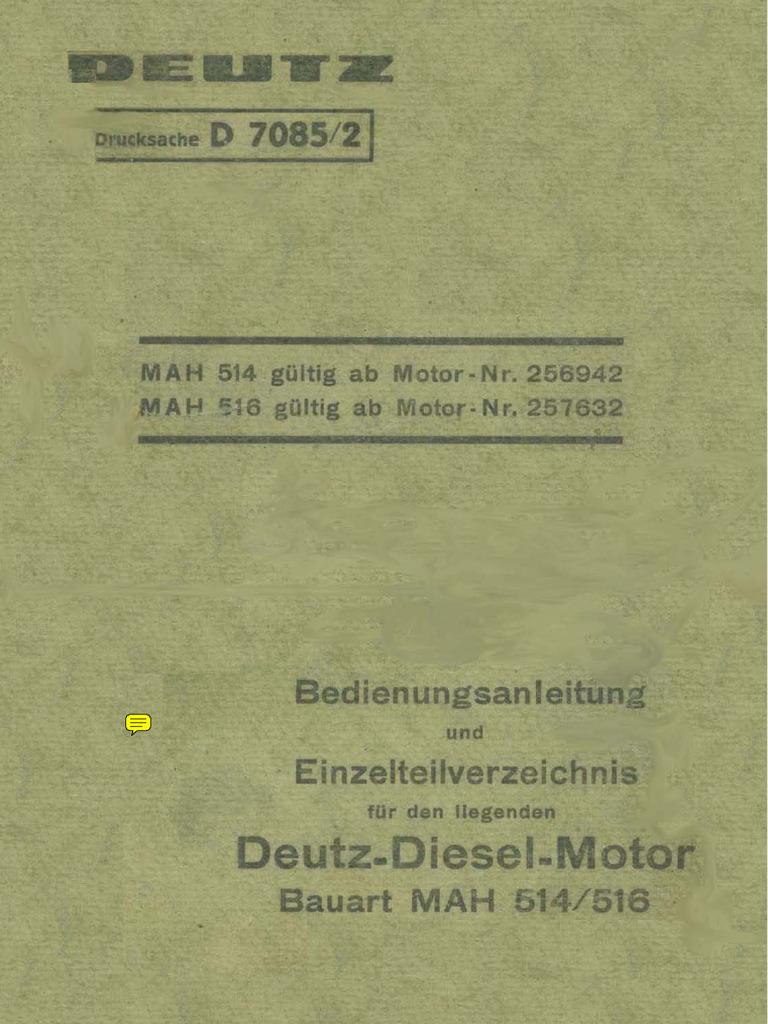 DEUTZ
Drucksache D 7085/2
MAH 514 gültig ab Motor-Nr. 256942
MAH 516 gültig ab Motor-Nr. 257632
Bedienungsanleitung
und
Einzelteilverzeichnis
für den liegenden
Deutz-Diesel-Motor
Bauart MAH 514/516